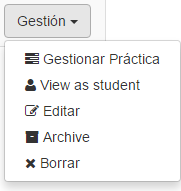 Gestión
Gestionar Práctica
View as student
Editar
Archive
Borrar